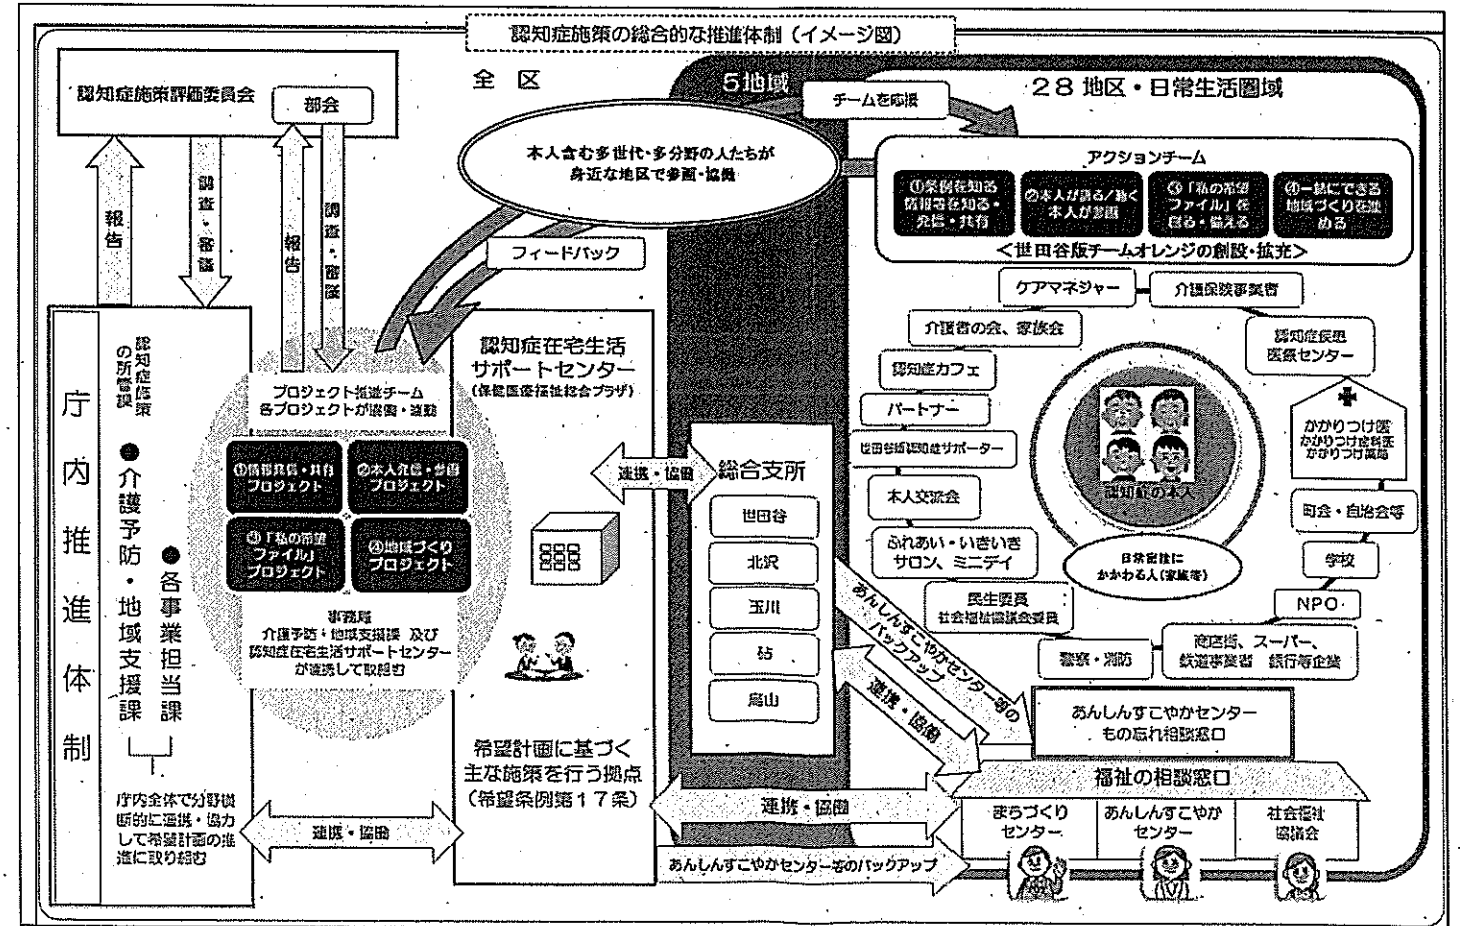 認知症施策の総合的な推進体制（イメージ図）
全 区
5地域
28地区・日常生活圏域
認知症施策評価委員会
部会
報告
調査・審議
報告
調査・審議
チームを応援
本人含む多世代・多分野の人たちが
身近な地区で参画・協働
フィードバック
アクションチーム
①条例を知る
情報等を知る・
発信・共有
②本人が語る/動く
本人が参画
③「私の希望
ファイル」を
綴る・備える
④一緒にできる
地域づくりを進
める
＜世田谷版チームオレンジの創設・拡充＞
庁内推進体制
認知症施策
の所管課
●介護予防・地域支援課
●各事業担当課
庁内全体で分野横
断的に連携・協力
して希望計画の推
進に取り組む
プロジェクト推進チーム
各プロジェクトが協働・連動
①情報発信・共有
プロジェクト
②本人発信・参画
プロジェクト
③「私の希望
ファイル」
プロジェクト
④地域づくり
プロジェクト
事務局
介護予防・地域支援課 及び
認知症在宅生活サポートセンター
が連携して取組む
連携・協働
認知症在宅生活
サポートセンター
(保健医療福祉総合プラザ)
希望計画に基づく
主な施策を行う拠点
（希望条例第17条）
連携・協働
総合支所
世田谷
北沢
玉川
砧
烏山
あんしんすこやかセンター等の
バックアップ
連携・協働
連携・協働
あんしんすこやかセンター等のバックアップ
ケアマネジャー
介護保険事業者
介護者の会、家族会
認知症疾患
医療センター
認知症カフェ
パートナー
かかりつけ医
かかりつけ歯科医
かかりつけ薬局
世田谷版認知症サポーター
本人交流会
認知症の本人
町会・自治会等
ふれあい・いきいき
サロン、ミニデイ
日常密接に
かかわる人(家族等)
学校
民生委員
社会福祉協議会委員
NPO
警察・消防
商店街、スーパー、
鉄道事業者 銀行等企業
あんしんすこやかセンター
もの忘れ相談窓口
福祉の相談窓口
まちづくり
センター
あんしんすこやか
センター
社会福祉
協議会